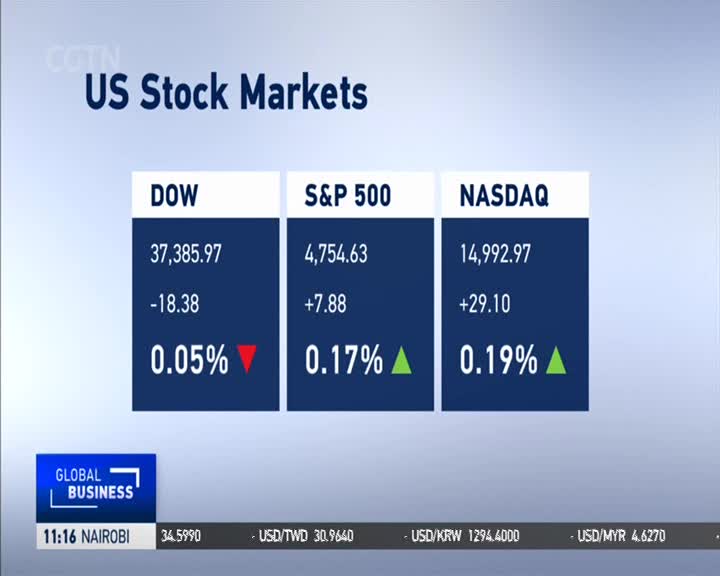 CGTN
US Stock Markets
DOW
37,385.97
-18.38
0.05%
S&P 500
4,754.63
+7.88
0.17%
NASDAQ
14,992.97
+29.10
0.19%
GLOBAL
BUSINESS
11:16 NAIROBI
34.5990 - USD/TWD 30.9640 - USD/KRW 1294.4000 - USD/MYR 4.6270